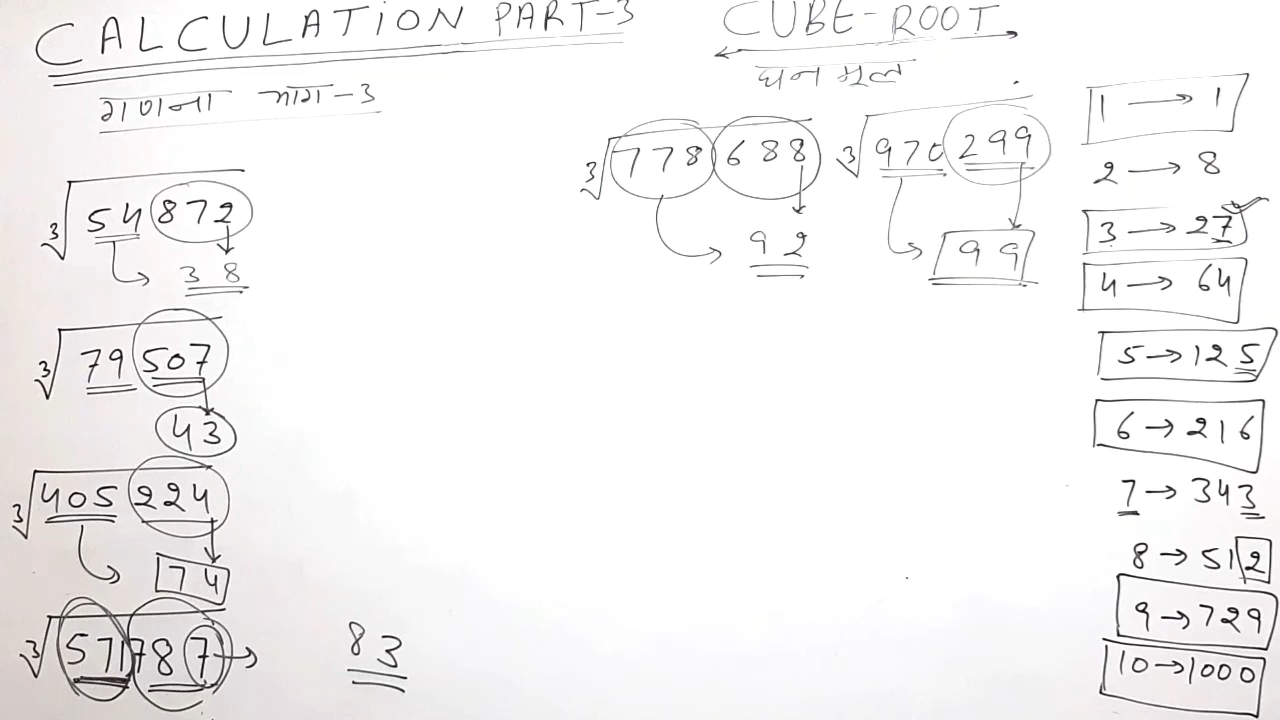 CALCULATION PART-3
CUBE-ROOT
गणना भाग-3
घन मूल
∛54872
38
∛79507
43
∛405224
74
∛571787
83
∛778688
92
∛970299
99
1 → 1
2 → 8
3 → 27
4 → 64
5 → 125
6 → 216
7 → 343
8 → 512
9 → 729
10 → 1000